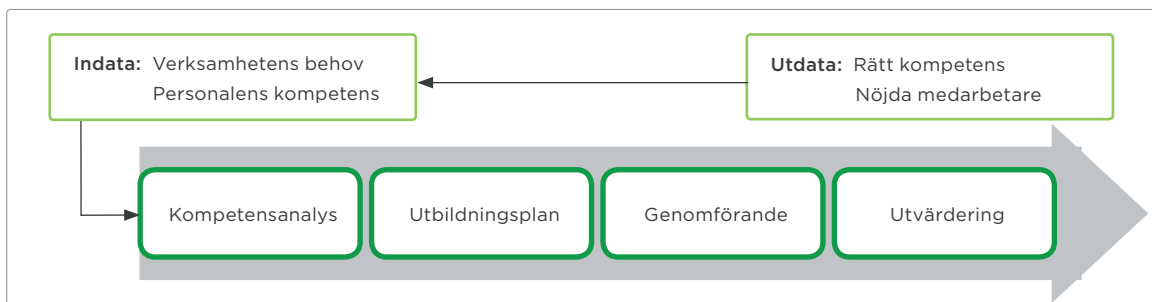 Indata: Verksamhetens behov
Personalens kompetens
Utdata: Rätt kompetens
Nöjda medarbetare
Kompetensanalys
Utbildningsplan
Genomförande
Utvärdering